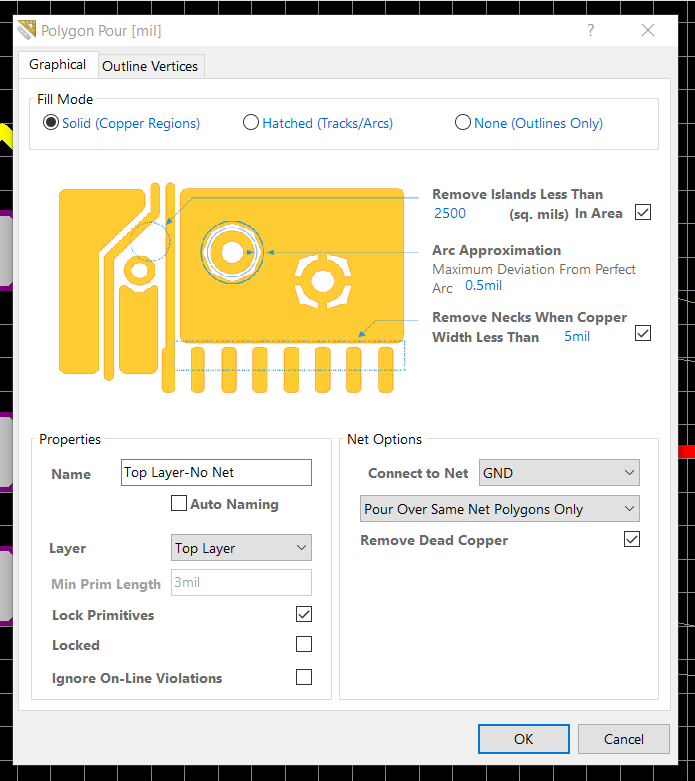 Polygon Pour [mil]
?
Graphical
Outline Vertices
Fill Mode
Solid (Copper Regions)
Hatched (Tracks/Arcs)
None (Outlines Only)
Remove Islands Less Than
2500 (sq. mils) In Area
Arc Approximation
Maximum Deviation From Perfect
Arc 0.5mil
Remove Necks When Copper
Width Less Than 5mil
Properties
Name Top Layer-No Net
Auto Naming
Layer Top Layer
Min Prim Length 3mil
Lock Primitives
Locked
Ignore On-Line Violations
Net Options
Connect to Net GND
Pour Over Same Net Polygons Only
Remove Dead Copper
OK
Cancel